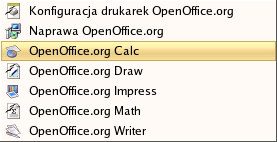 Konfiguracja drukarek OpenOffice.org
Naprawa OpenOffice.org
OpenOffice.org Calc
OpenOffice.org Draw
OpenOffice.org Impress
OpenOffice.org Math
OpenOffice.org Writer